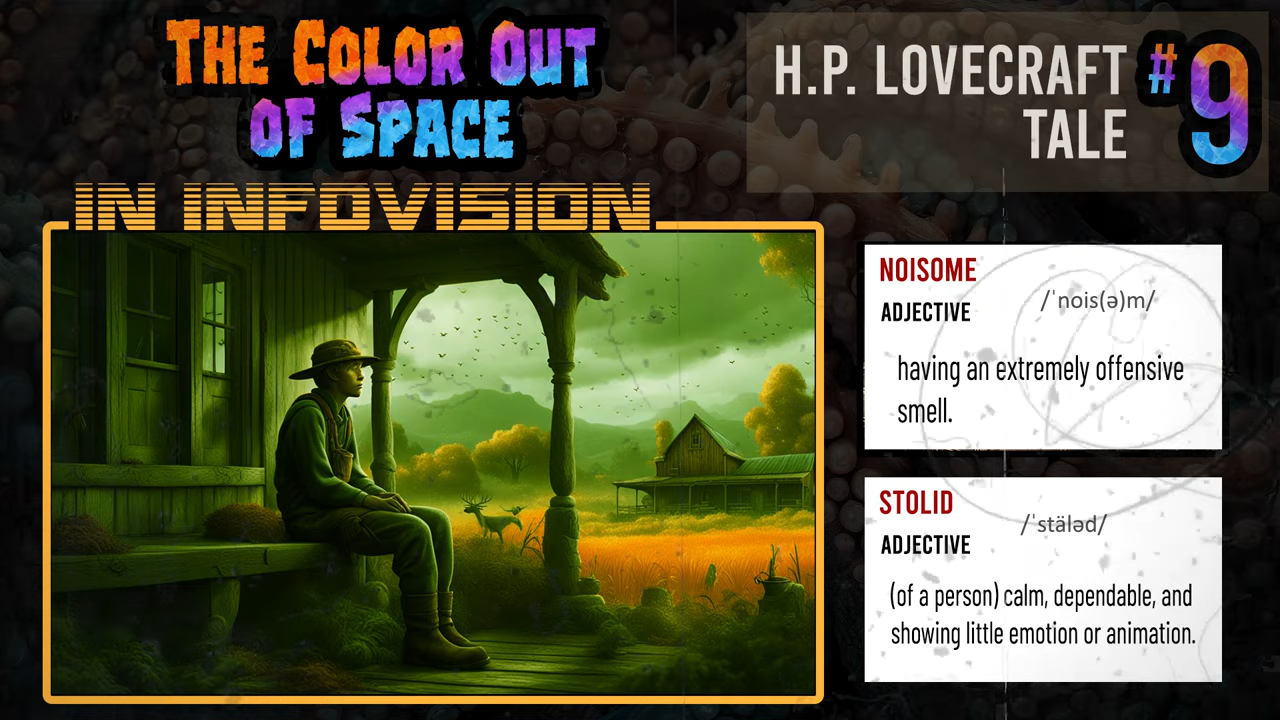 THE COLOR OUT
OF SPACE
IN INFOVISION
H.P. LOVECRAFT
TALE
#9
NOISOME
ADJECTIVE
/ˈnois(ə)m/
having an extremely offensive
smell.
STOLID
ADJECTIVE
/ˈstäləd/
(of a person) calm, dependable, and
showing little emotion or animation.